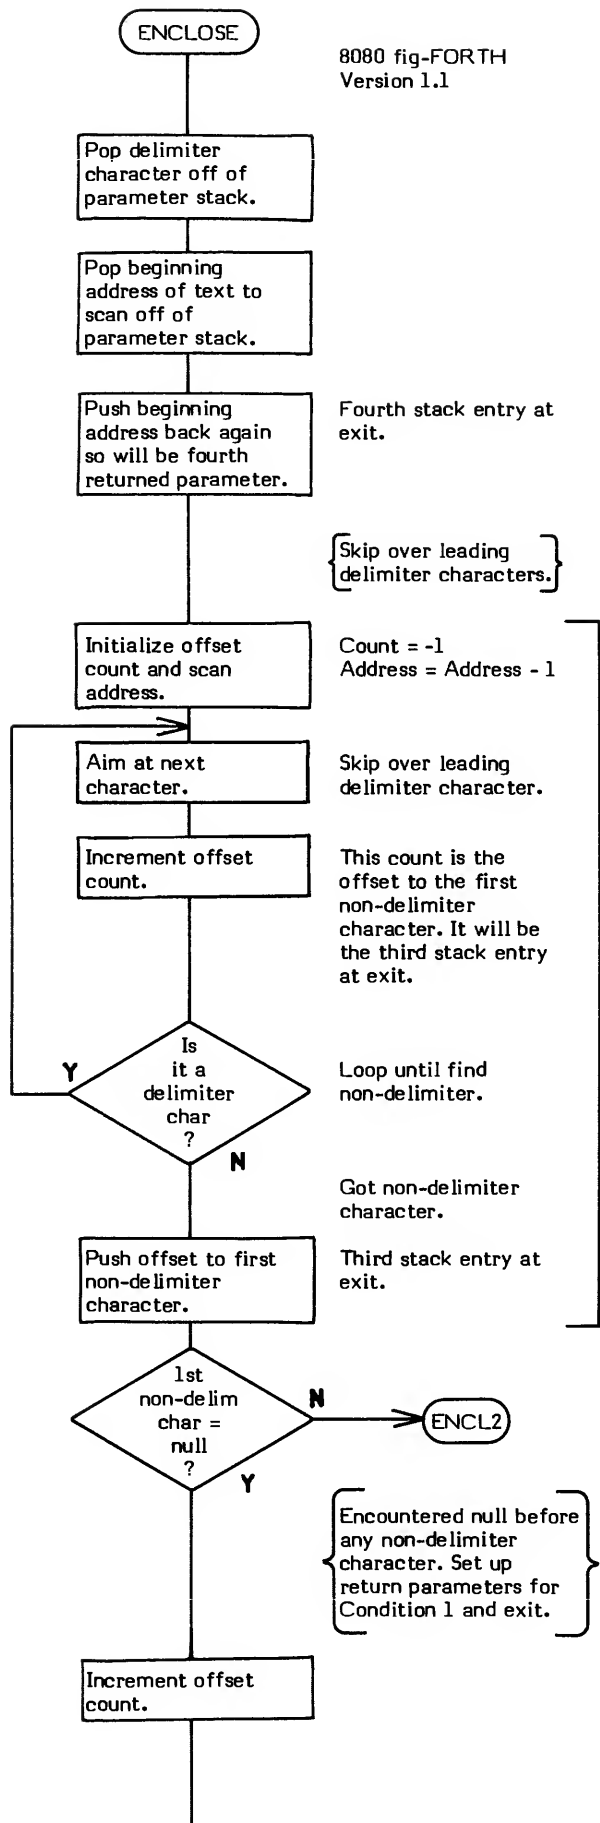 ENCLOSE
8080 fig-FORTH
Version 1.1
Pop delimiter
character off of
parameter stack.
Pop beginning
address of text to
scan off of
parameter stack.
Push beginning
address back again
so will be fourth
returned parameter.
Fourth stack entry at
exit.
Skip over leading
delimiter characters.
Initialize offset
count and scan
address.
Count = -1
Address = Address - 1
Aim at next
character.
Skip over leading
delimiter character.
Increment offset
count.
This count is the
offset to the first
non-delimiter
character. It will be
the third stack entry
at exit.
Is
it a
delimiter
char
?
Y
N
Loop until find
non-delimiter.
Got non-delimiter
character.
Push offset to first
non-delimiter
character.
Third stack entry at
exit.
1st
non-delim
char =
null
?
N
Y
ENCL2
Encountered null before
any non-delimiter
character. Set up
return parameters for
Condition 1 and exit.
Increment offset
count.